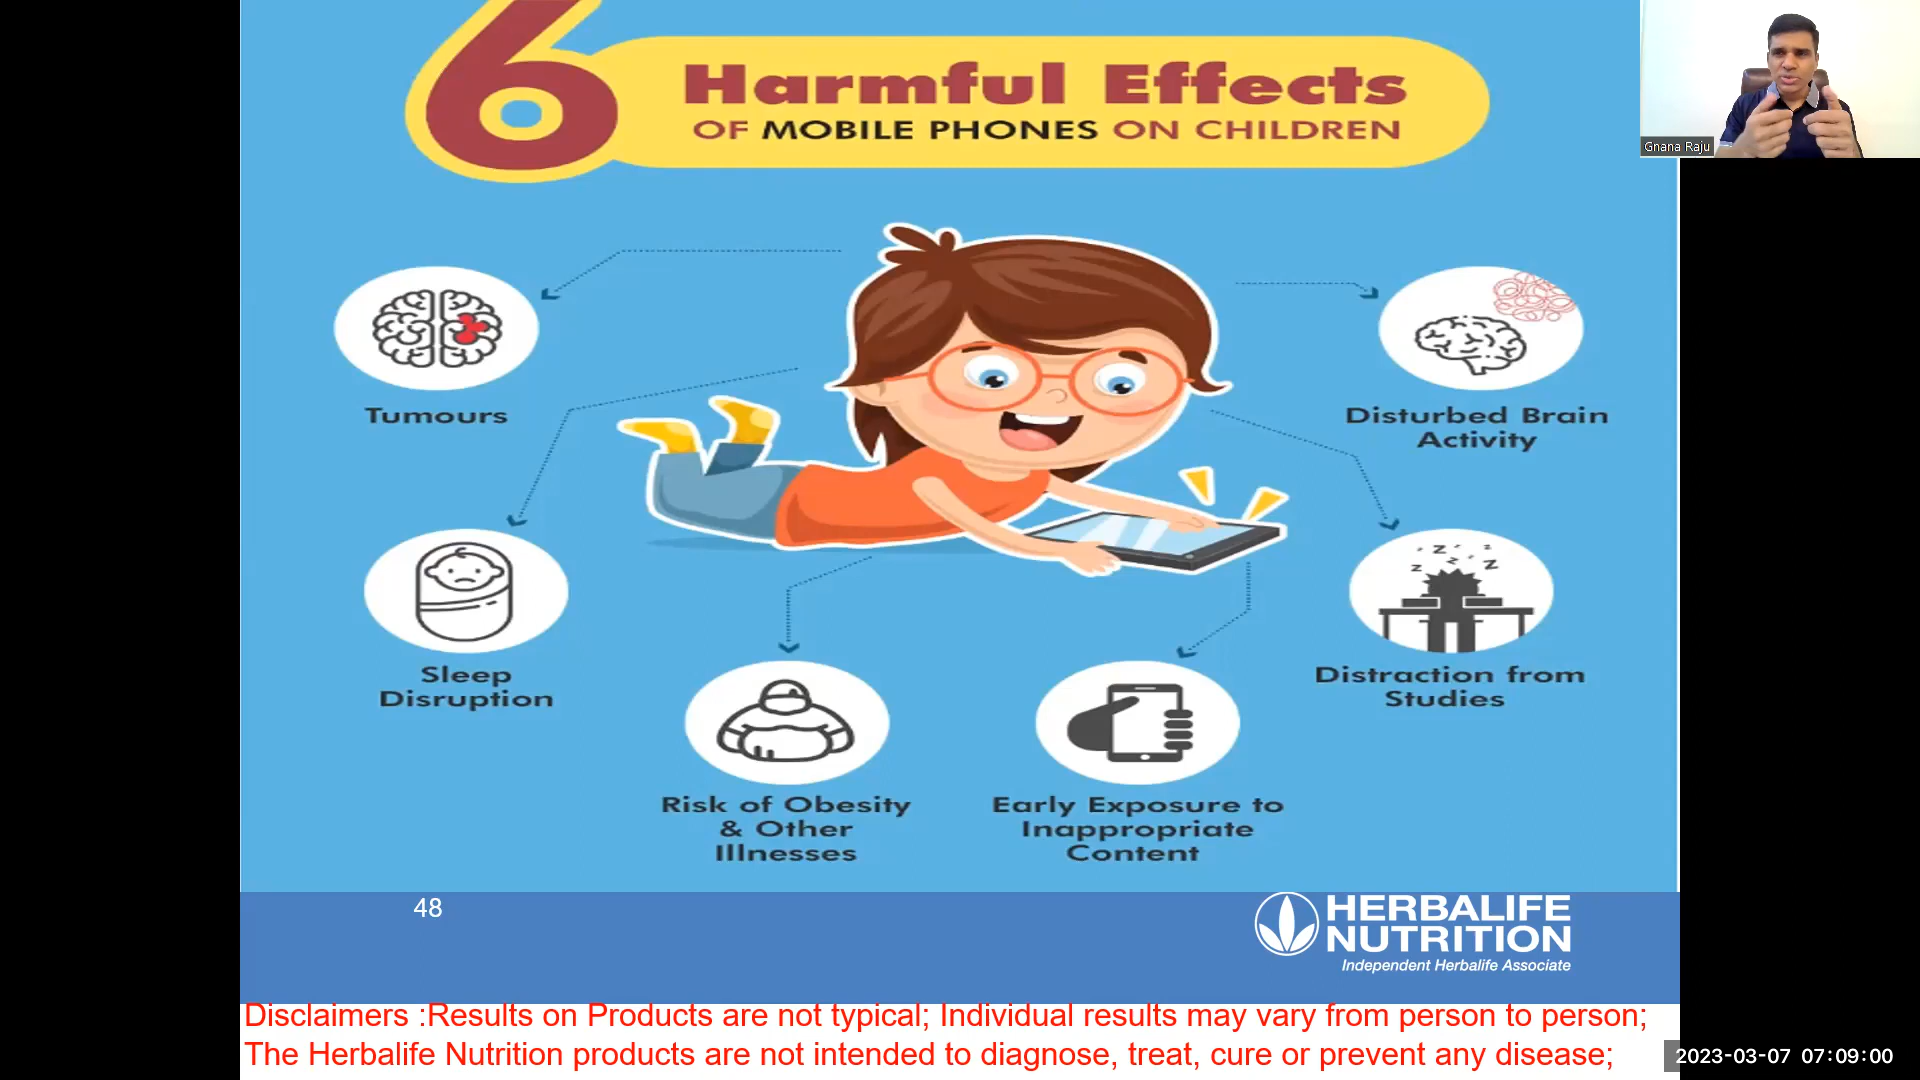 6
Harmful Effects
OF MOBILE PHONES ON CHILDREN
Gnana Raju
Tumours
Disturbed Brain
Activity
Sleep
Disruption
Distraction from
Studies
Risk of Obesity
& Other
Illnesses
Early Exposure to
Inappropriate
Content
z z z z z z
48
HERBALIFE
NUTRITION
Independent Herbalife Associate
Disclaimers :Results on Products are not typical; Individual results may vary from person to person;
The Herbalife Nutrition products are not intended to diagnose, treat, cure or prevent any disease;
2023-03-07 07:09:00